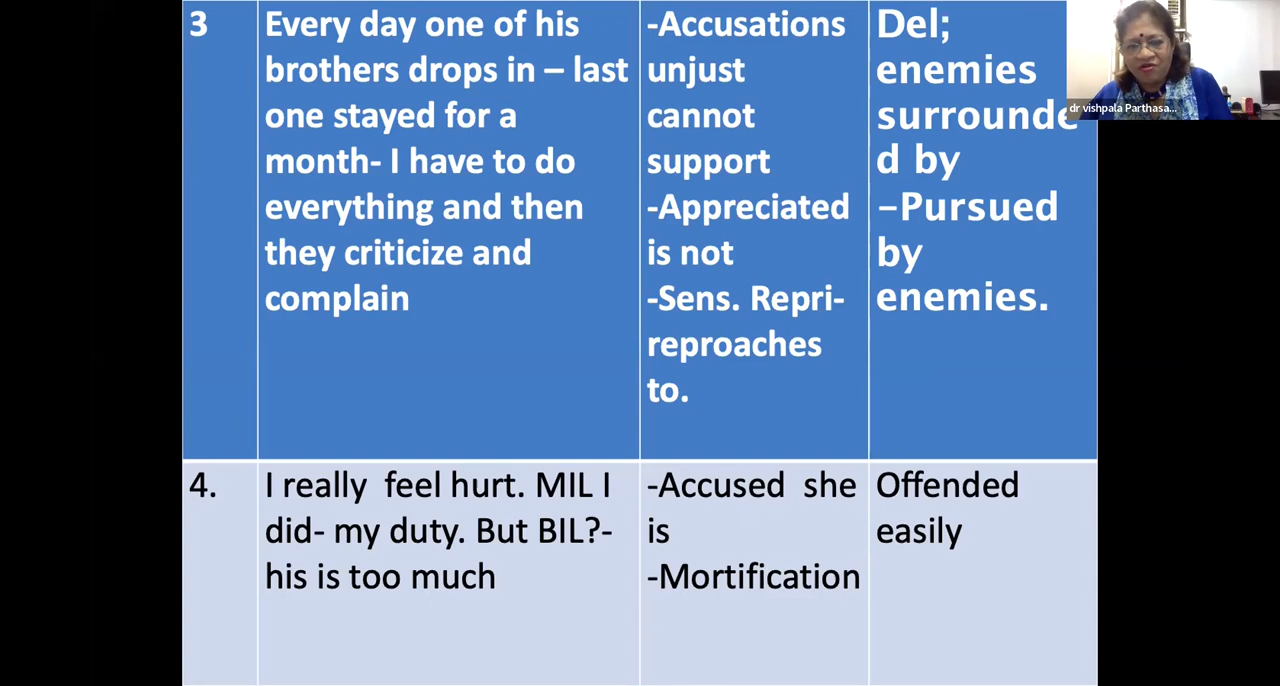 3
Every day one of his
brothers drops in – last
one stayed for a
month- I have to do
everything and then
they criticize and
complain
-Accusations
unjust
cannot
support
-Appreciated
is not
-Sens. Repri-
reproaches
to.
Del;
enemies
surrounde
d by
–Pursued
by
enemies.
dr vishpala Parthasa...
4.
I really  feel hurt. MIL I
did- my duty. But BIL?-
his is too much
-Accused  she
is
-Mortification
Offended
easily